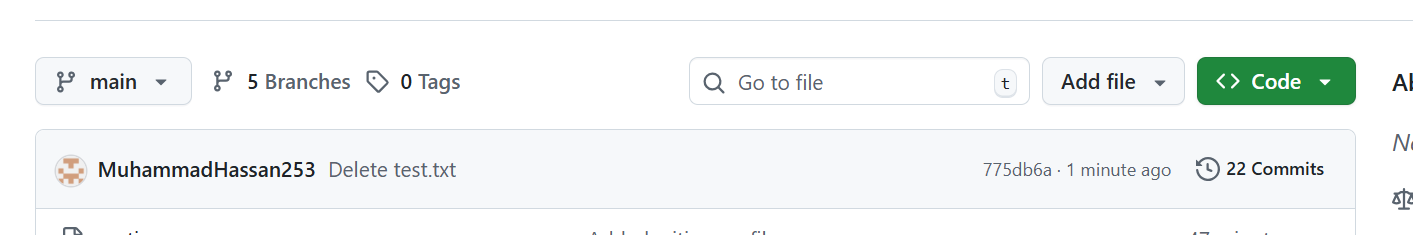 main 5 Branches 0 Tags Go to file t Add file Code
MuhammadHassan253 Delete test.txt 775db6a · 1 minute ago 22 Commits